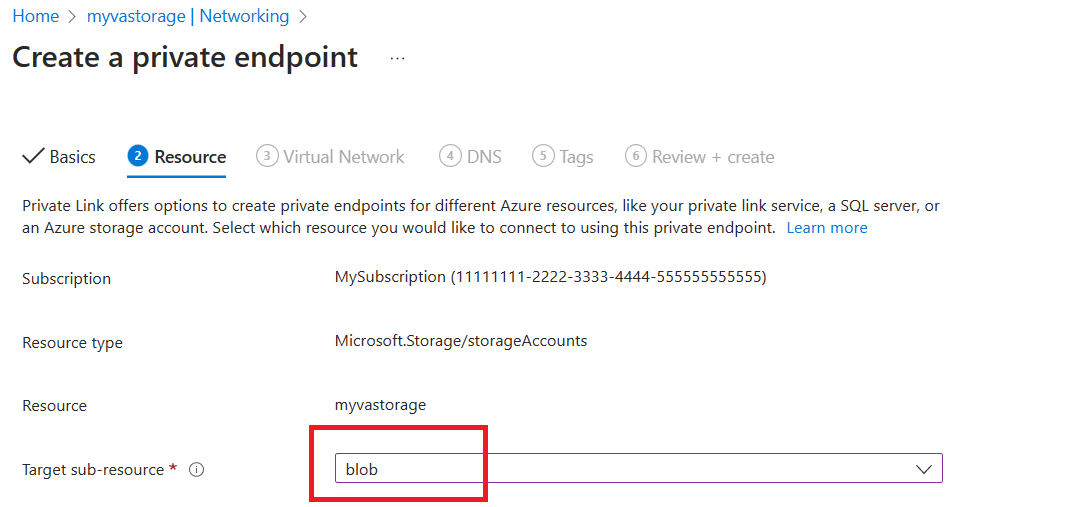 Home > myvastorage | Networking >
Create a private endpoint ...
Basics 2 Resource 3 Virtual Network 4 DNS 5 Tags 6 Review + create
Private Link offers options to create private endpoints for different Azure resources, like your private link service, a SQL server, or
an Azure storage account. Select which resource you would like to connect to using this private endpoint. Learn more
Subscription MySubscription (11111111-2222-3333-4444-555555555555)
Resource type Microsoft.Storage/storageAccounts
Resource myvastorage
Target sub-resource * blob